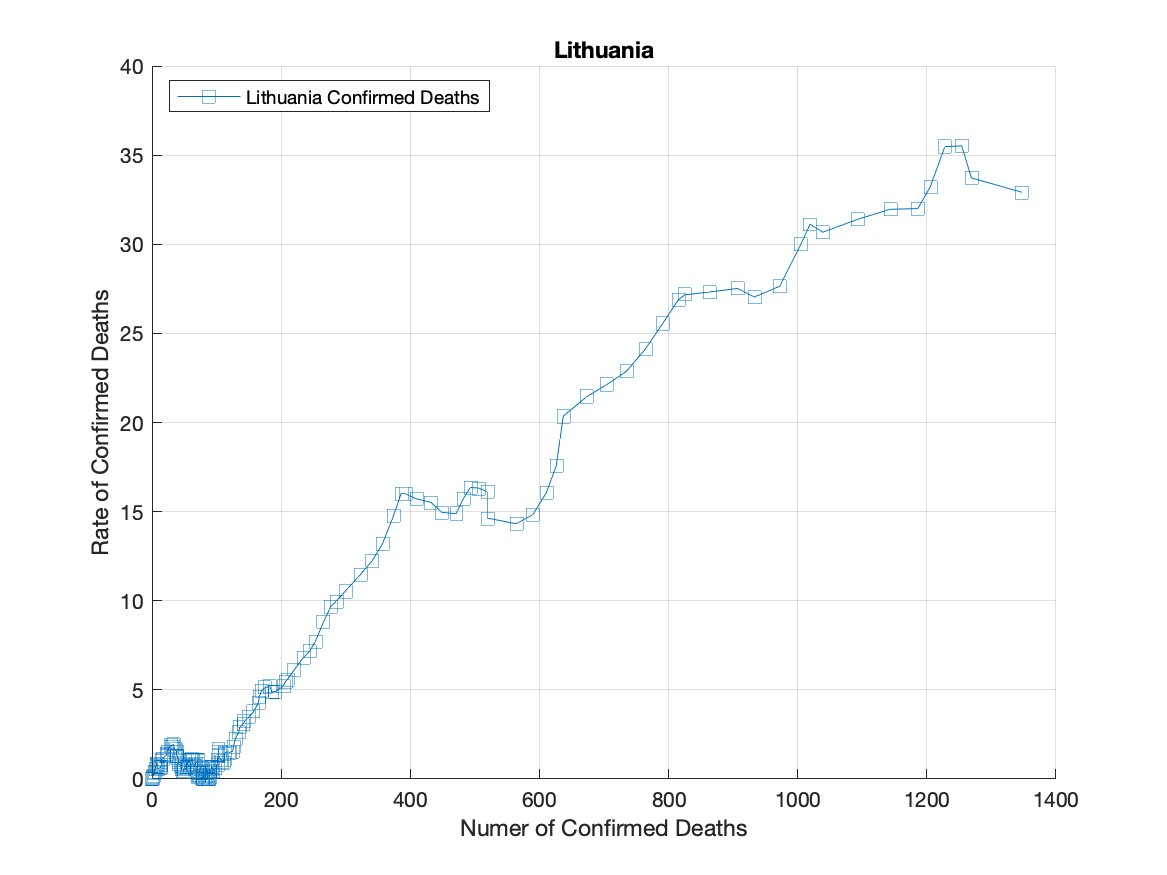 Lithuania
Lithuania Confirmed Deaths
40
35
30
25
20
15
10
5
0
Rate of Confirmed Deaths
0 200 400 600 800 1000 1200 1400
Numer of Confirmed Deaths